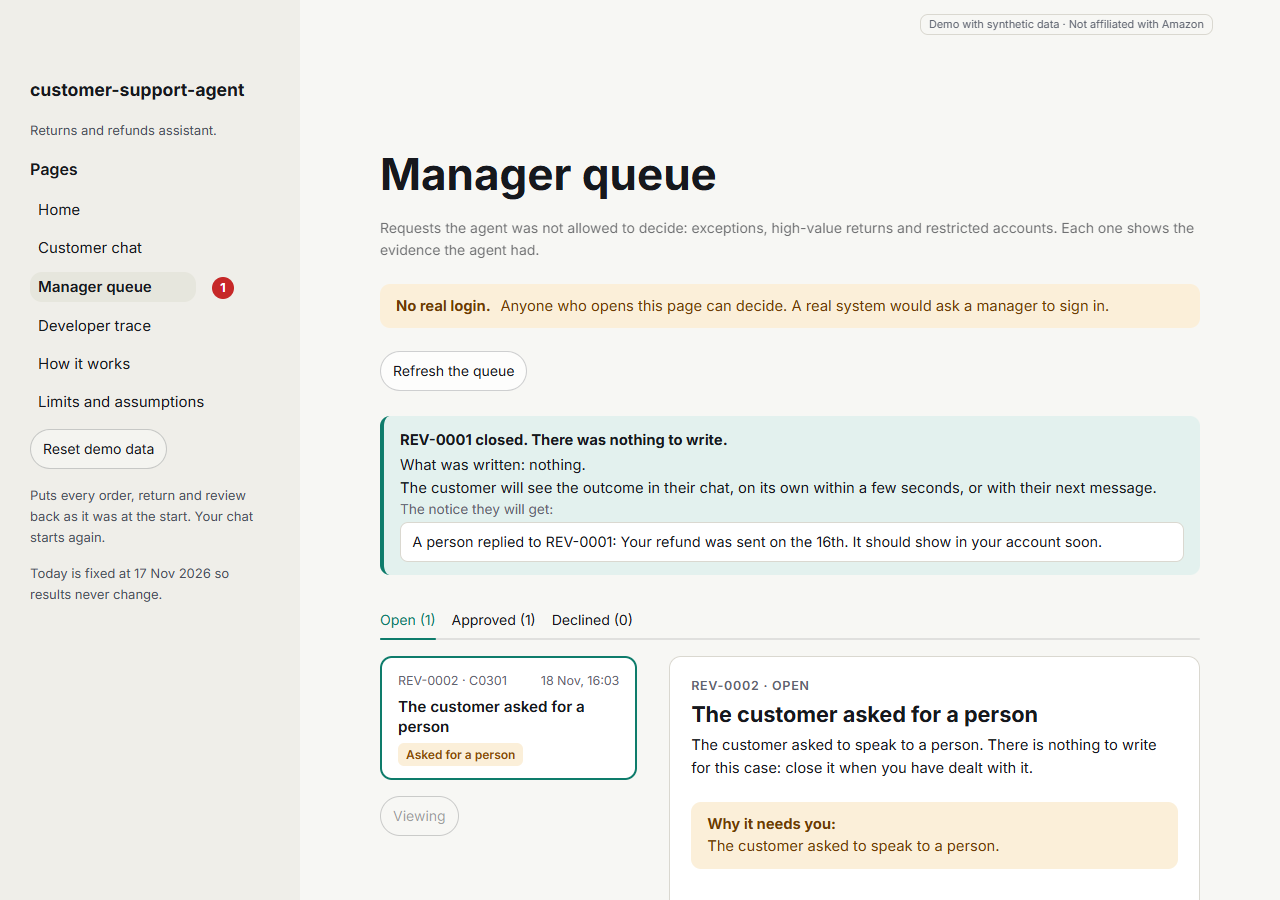 Demo with synthetic data · Not affiliated with Amazon
customer-support-agent
Returns and refunds assistant.
Pages
Home
Customer chat
Manager queue 1
Developer trace
How it works
Limits and assumptions
Reset demo data
Puts every order, return and review
back as it was at the start. Your chat
starts again.
Today is fixed at 17 Nov 2026 so
results never change.
Manager queue
Requests the agent was not allowed to decide: exceptions, high-value returns and restricted accounts. Each one shows the
evidence the agent had.
No real login. Anyone who opens this page can decide. A real system would ask a manager to sign in.
Refresh the queue
REV-0001 closed. There was nothing to write.
What was written: nothing.
The customer will see the outcome in their chat, on its own within a few seconds, or with their next message.
The notice they will get:
A person replied to REV-0001: Your refund was sent on the 16th. It should show in your account soon.
Open (1) Approved (1) Declined (0)
REV-0002 · C0301 18 Nov, 16:03
The customer asked for a
person
Asked for a person
Viewing
REV-0002 · OPEN
The customer asked for a person
The customer asked to speak to a person. There is nothing to write
for this case: close it when you have dealt with it.
Why it needs you:
The customer asked to speak to a person.